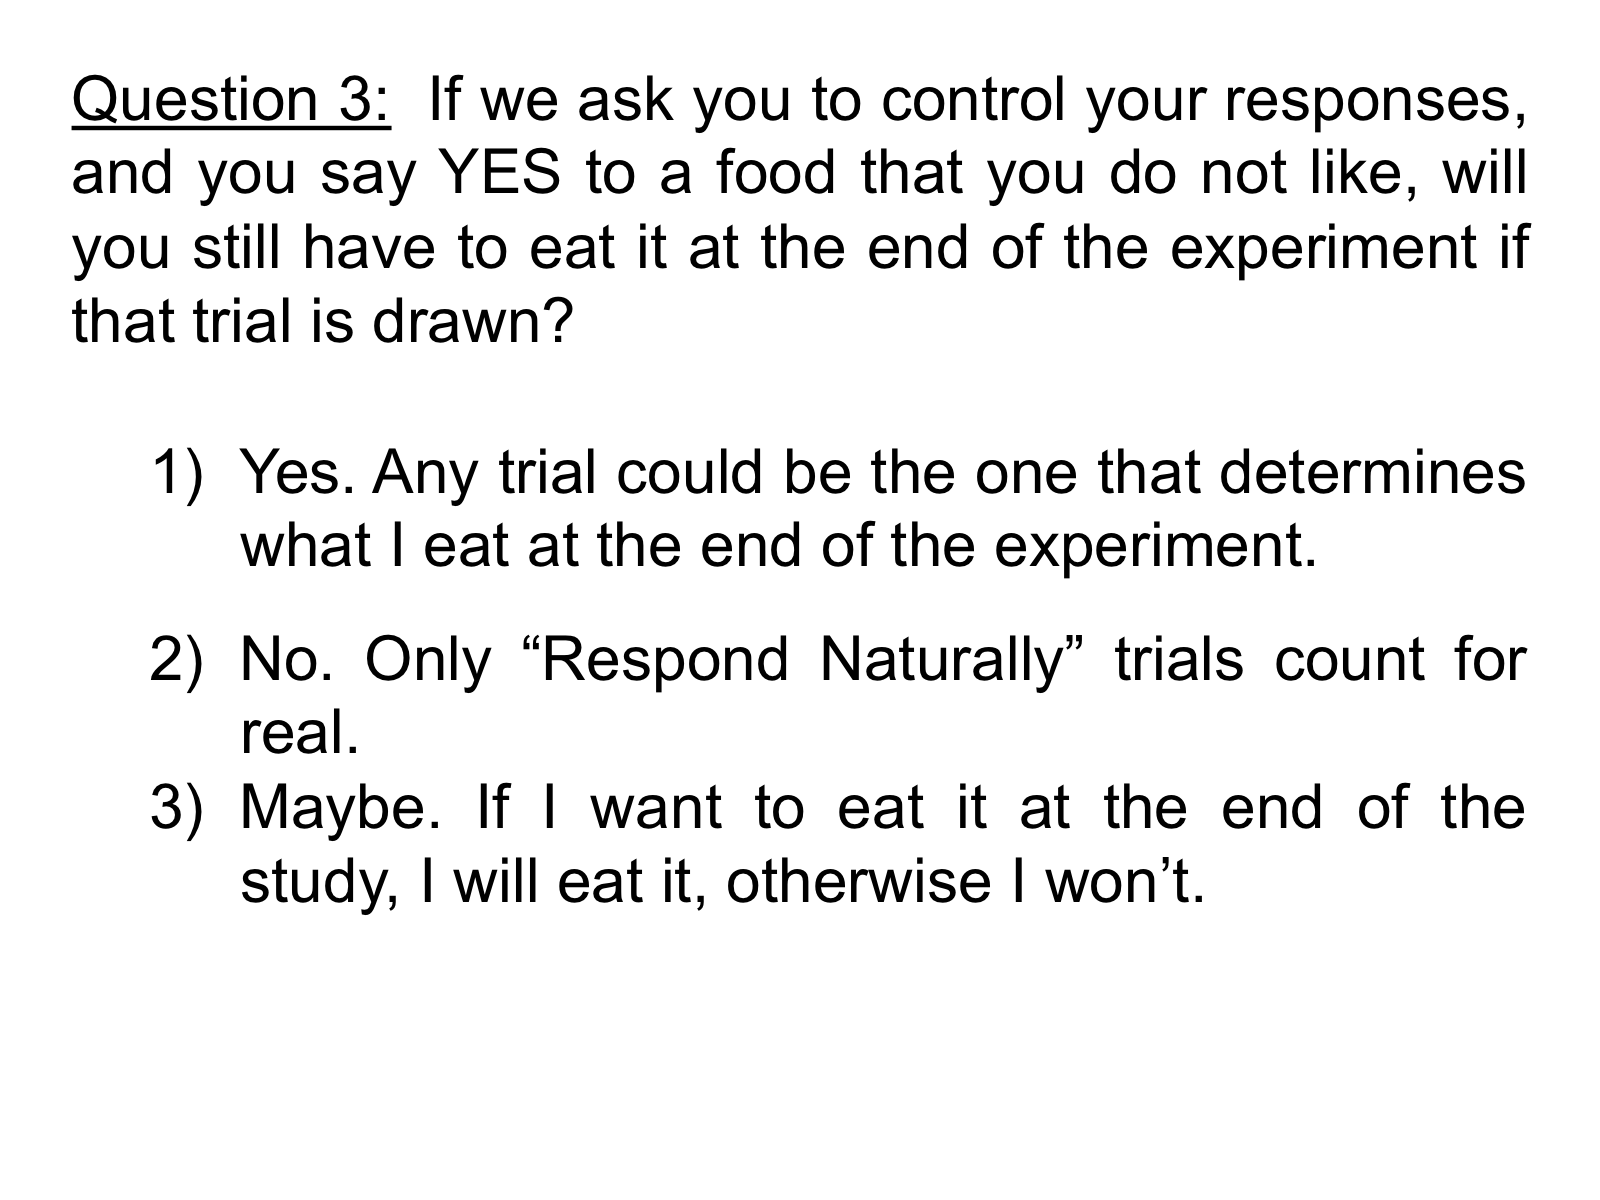 Question 3: If we ask you to control your responses,
and you say YES to a food that you do not like, will
you still have to eat it at the end of the experiment if
that trial is drawn?
1) Yes. Any trial could be the one that determines
what I eat at the end of the experiment.
2) No. Only “Respond Naturally” trials count for
real.
3) Maybe. If I want to eat it at the end of the
study, I will eat it, otherwise I won’t.